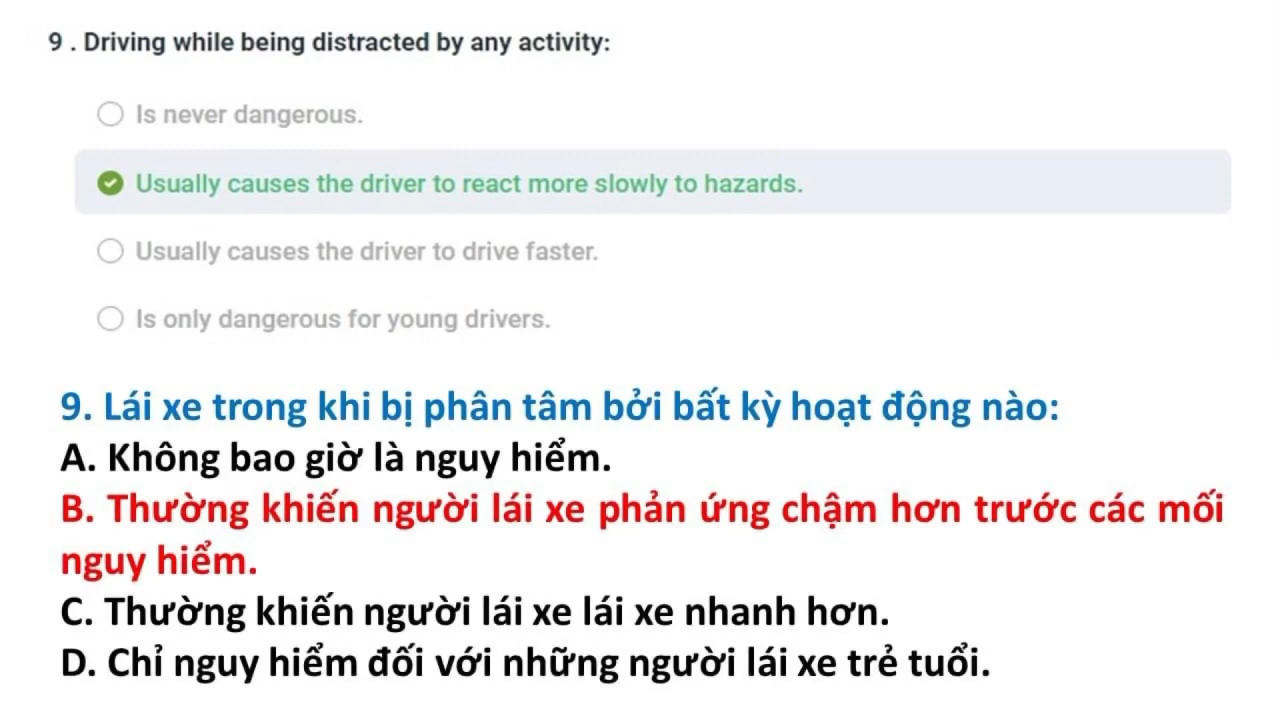 9 . Driving while being distracted by any activity:
Is never dangerous.
Usually causes the driver to react more slowly to hazards.
Usually causes the driver to drive faster.
Is only dangerous for young drivers.
9. Lái xe trong khi bị phân tâm bởi bất kỳ hoạt động nào:
A. Không bao giờ là nguy hiểm.
B. Thường khiến người lái xe phản ứng chậm hơn trước các mối
nguy hiểm.
C. Thường khiến người lái xe lái xe nhanh hơn.
D. Chỉ nguy hiểm đối với những người lái xe trẻ tuổi.